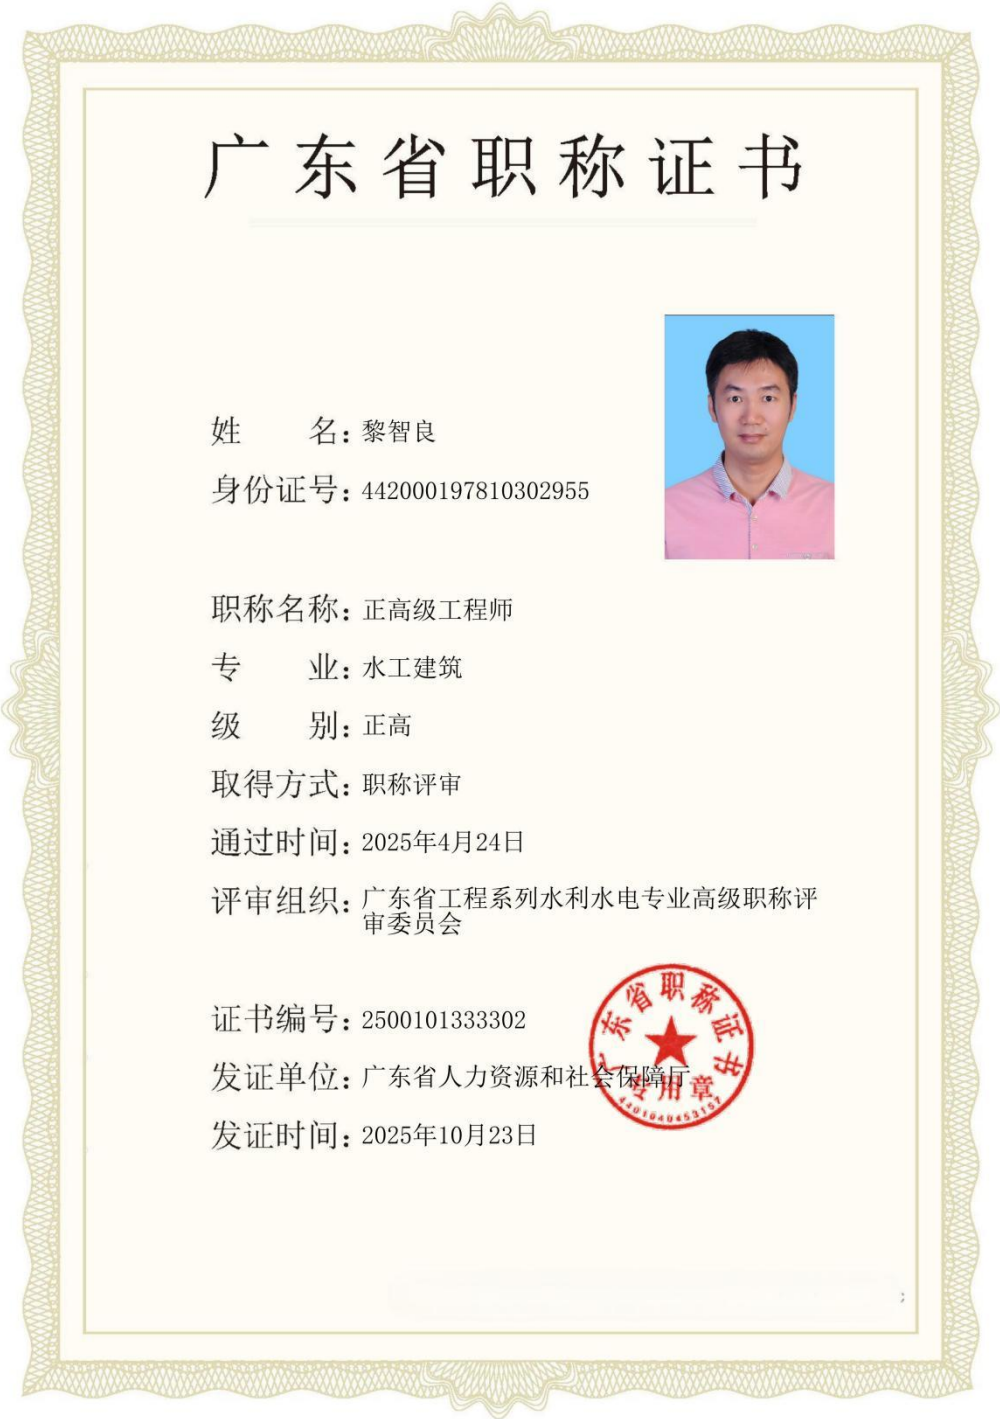 广东省职称证书
姓 名：黎智良
身份证号：442000197810302955
职称名称：正高级工程师
专 业：水工建筑
级 别：正高
取得方式：职称评审
通过时间：2025年4月24日
评审组织：广东省工程系列水利水电专业高级职称评
审委员会
证书编号：2500101333302
发证单位：广东省人力资源和社会保障厅
发证时间：2025年10月23日
广东省职称证书
专用章
4401040453157